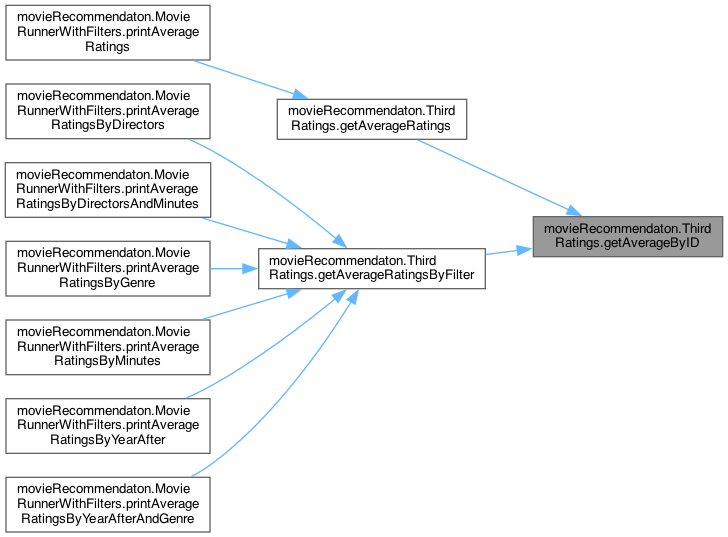 movieRecommendaton.Movie
RunnerWithFilters.printAverage
Ratings
movieRecommendaton.Movie
RunnerWithFilters.printAverage
RatingsByDirectors
movieRecommendaton.Movie
RunnerWithFilters.printAverage
RatingsByDirectorsAndMinutes
movieRecommendaton.Movie
RunnerWithFilters.printAverage
RatingsByGenre
movieRecommendaton.Movie
RunnerWithFilters.printAverage
RatingsByMinutes
movieRecommendaton.Movie
RunnerWithFilters.printAverage
RatingsByYearAfter
movieRecommendaton.Movie
RunnerWithFilters.printAverage
RatingsByYearAfterAndGenre
movieRecommendaton.Third
Ratings.getAverageRatings
movieRecommendaton.Third
Ratings.getAverageRatingsByFilter
movieRecommendaton.Third
Ratings.getAverageByID